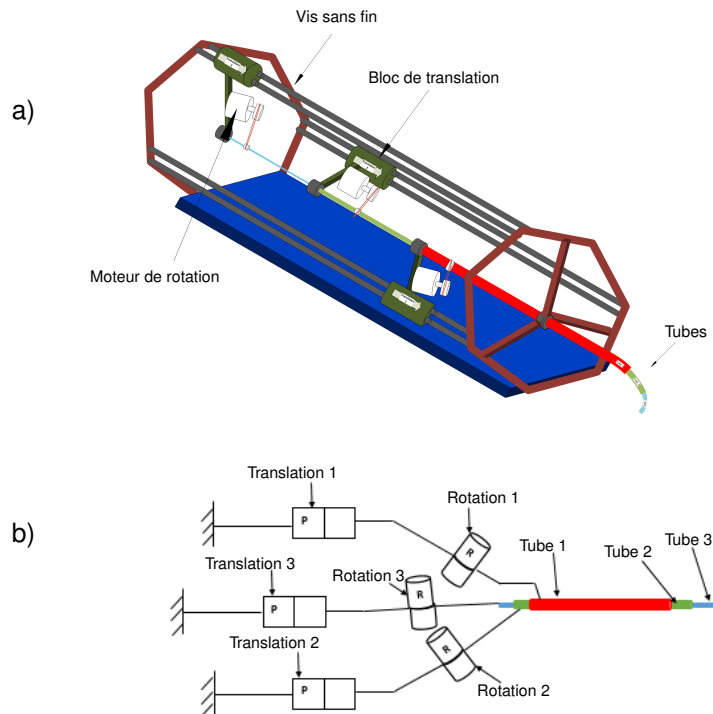 Vis sans fin
a)
Bloc de translation
Moteur de rotation
Tubes
b)
Translation 1
P
Rotation 1
R
Tube 1
Tube 2
Tube 3
Translation 3
P
Rotation 3
R
Translation 2
P
R
Rotation 2